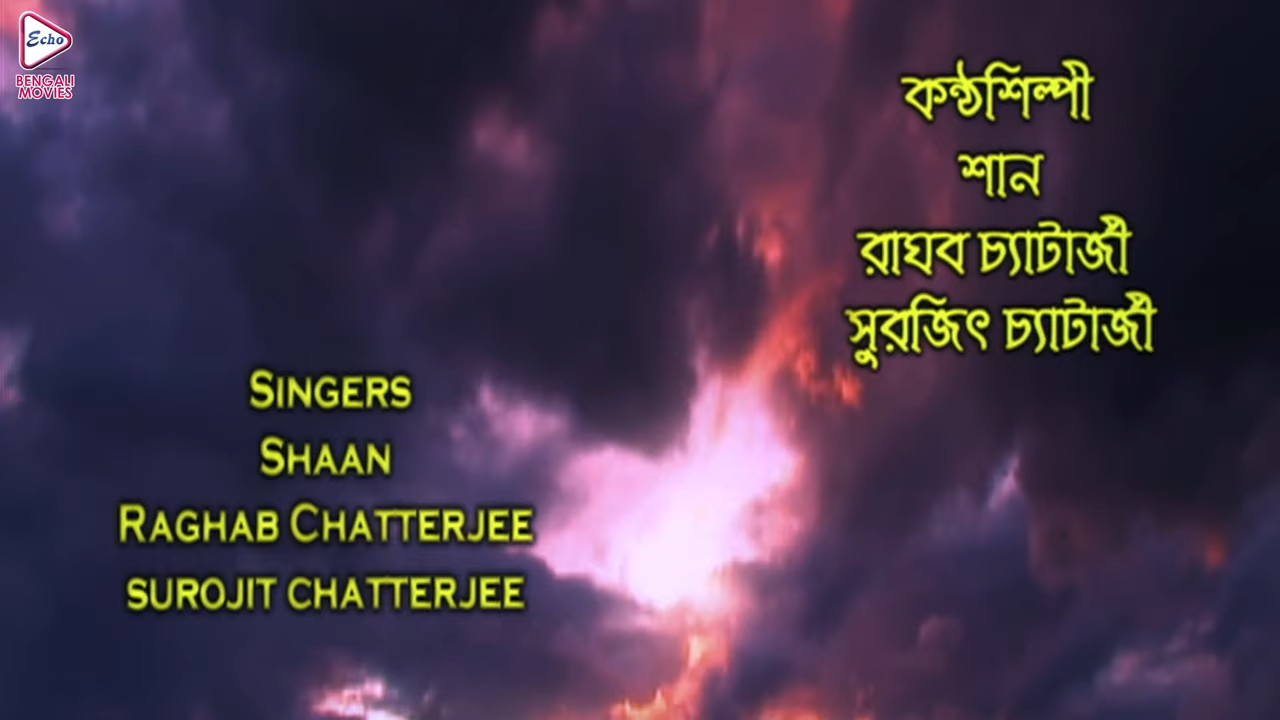 Echo
BENGALI
MOVIES
কন্ঠশিল্পী
শান
রাঘব চ্যাটার্জী
সুরজিৎ চ্যাটার্জী
SINGERS
SHAAN
RAGHAB CHATTERJEE
SUROJIT CHATTERJEE